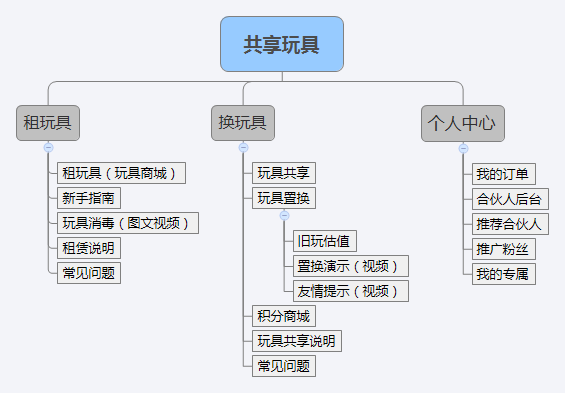 共享玩具
租玩具
换玩具
个人中心
租玩具（玩具商城）
新手指南
玩具消毒（图文视频）
租赁说明
常见问题
玩具共享
玩具置换
旧玩估值
置换演示（视频）
友情提示（视频）
积分商城
玩具共享说明
常见问题
我的订单
合伙人后台
推荐合伙人
推广粉丝
我的专属